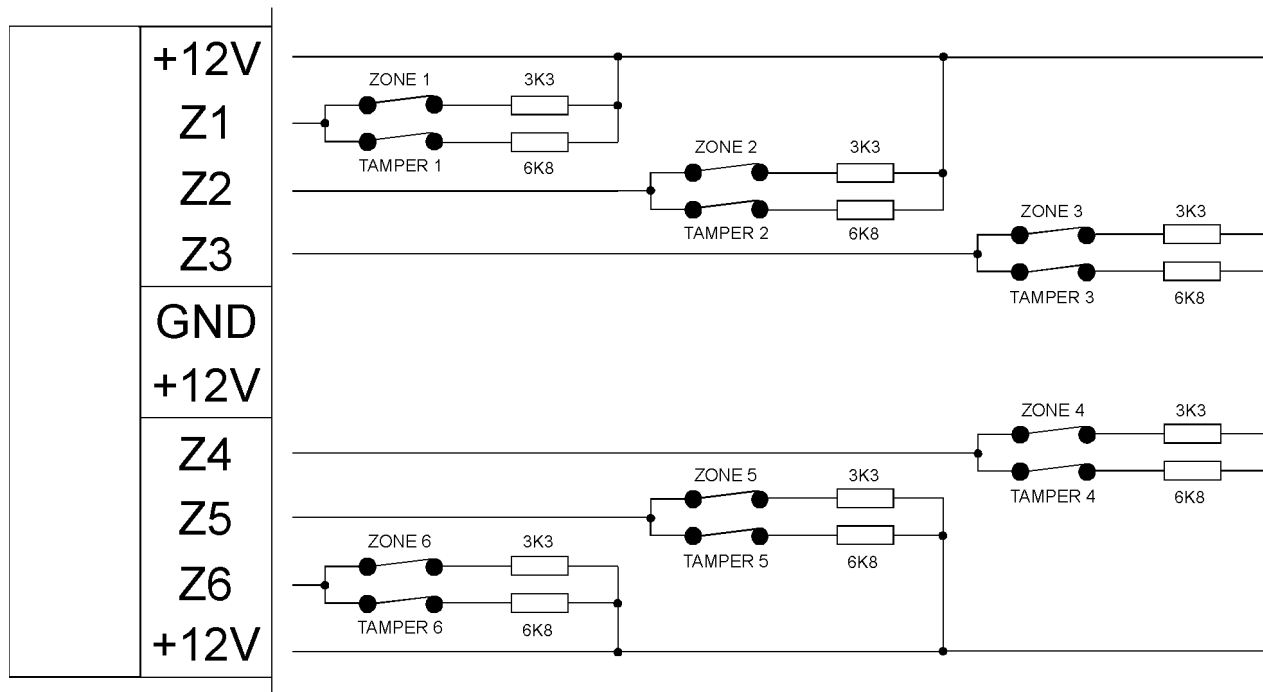 +12V
Z1
Z2
Z3
GND
+12V
Z4
Z5
Z6
+12V
ZONE 1
3K3
TAMPER 1
6K8
ZONE 2
3K3
TAMPER 2
6K8
ZONE 3
3K3
TAMPER 3
6K8
ZONE 4
3K3
TAMPER 4
6K8
ZONE 5
3K3
TAMPER 5
6K8
ZONE 6
3K3
TAMPER 6
6K8